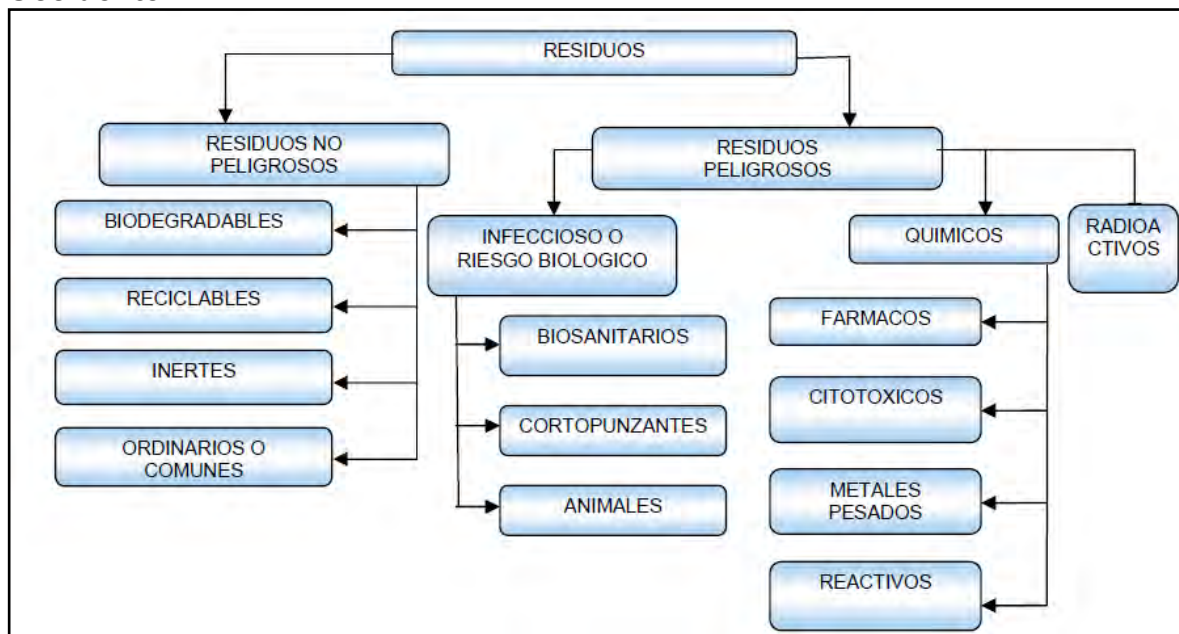 RESIDUOS
RESIDUOS NO
PELIGROSOS
RESIDUOS
PELIGROSOS
BIODEGRADABLES
RECICLABLES
INERTES
ORDINARIOS O
COMUNES
INFECCIOSO O
RIESGO BIOLOGICO
BIOSANITARIOS
CORTOPUNZANTES
ANIMALES
QUIMICOS
FARMACOS
CITOTOXICOS
METALES
PESADOS
REACTIVOS
RADIOA
CTIVOS